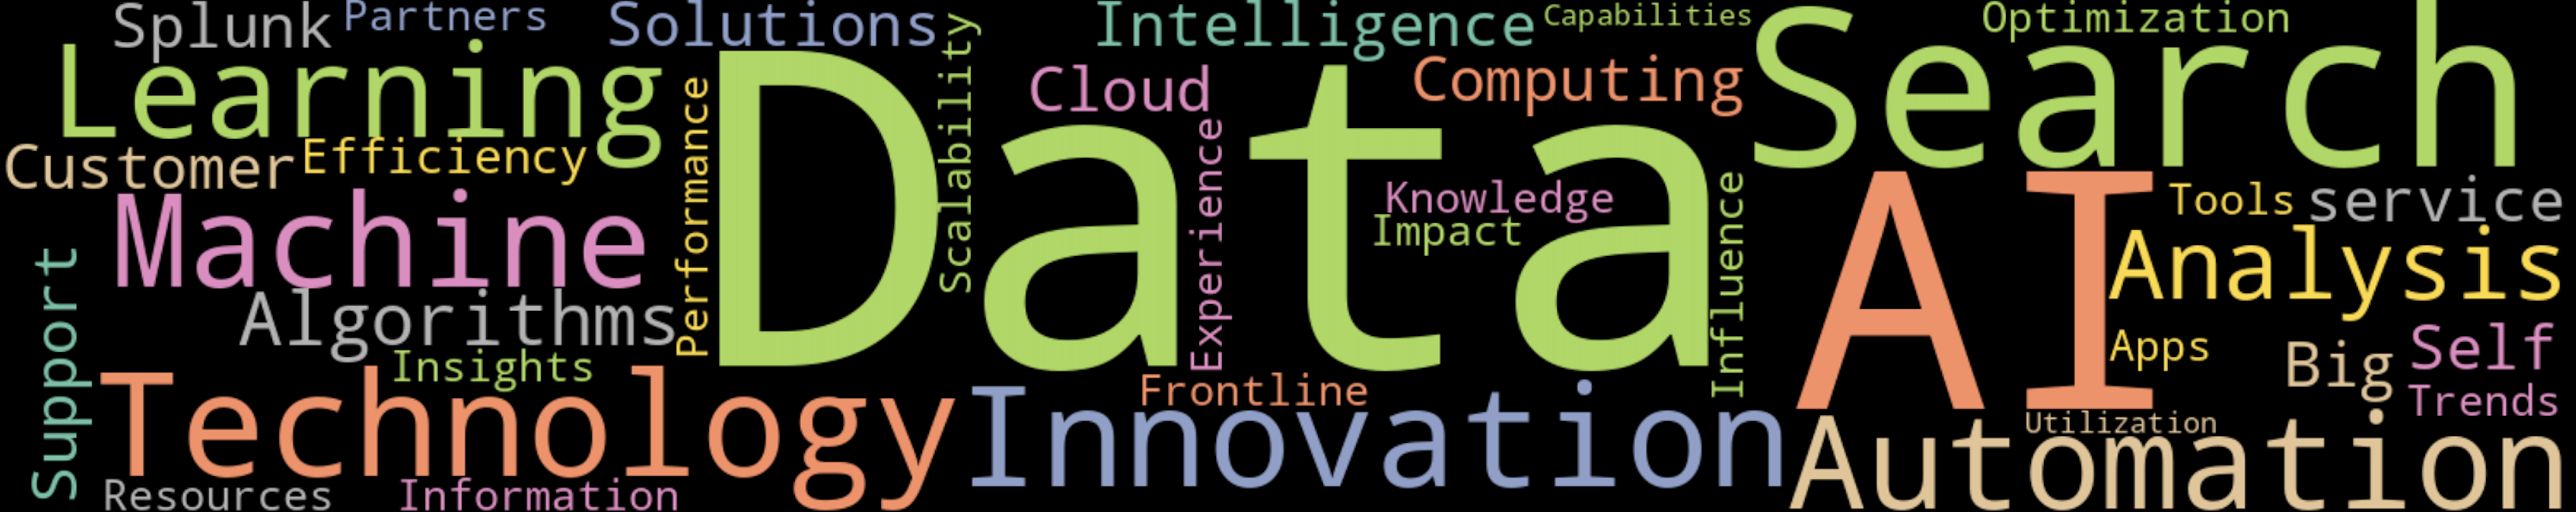 Splunk
Partners
Solutions
Intelligence
Capabilities
Search
Optimization
Learning
Performance
Data
Scalability
Cloud
Computing
Customer
Efficiency
Experience
Knowledge
Impact
Influence
AI
Tools
service
Machine
Analysis
Support
Algorithms
Insights
Apps
Big
Self
Trends
Technology
Frontline
Innovation
Utilization
Automation
Resources
Information